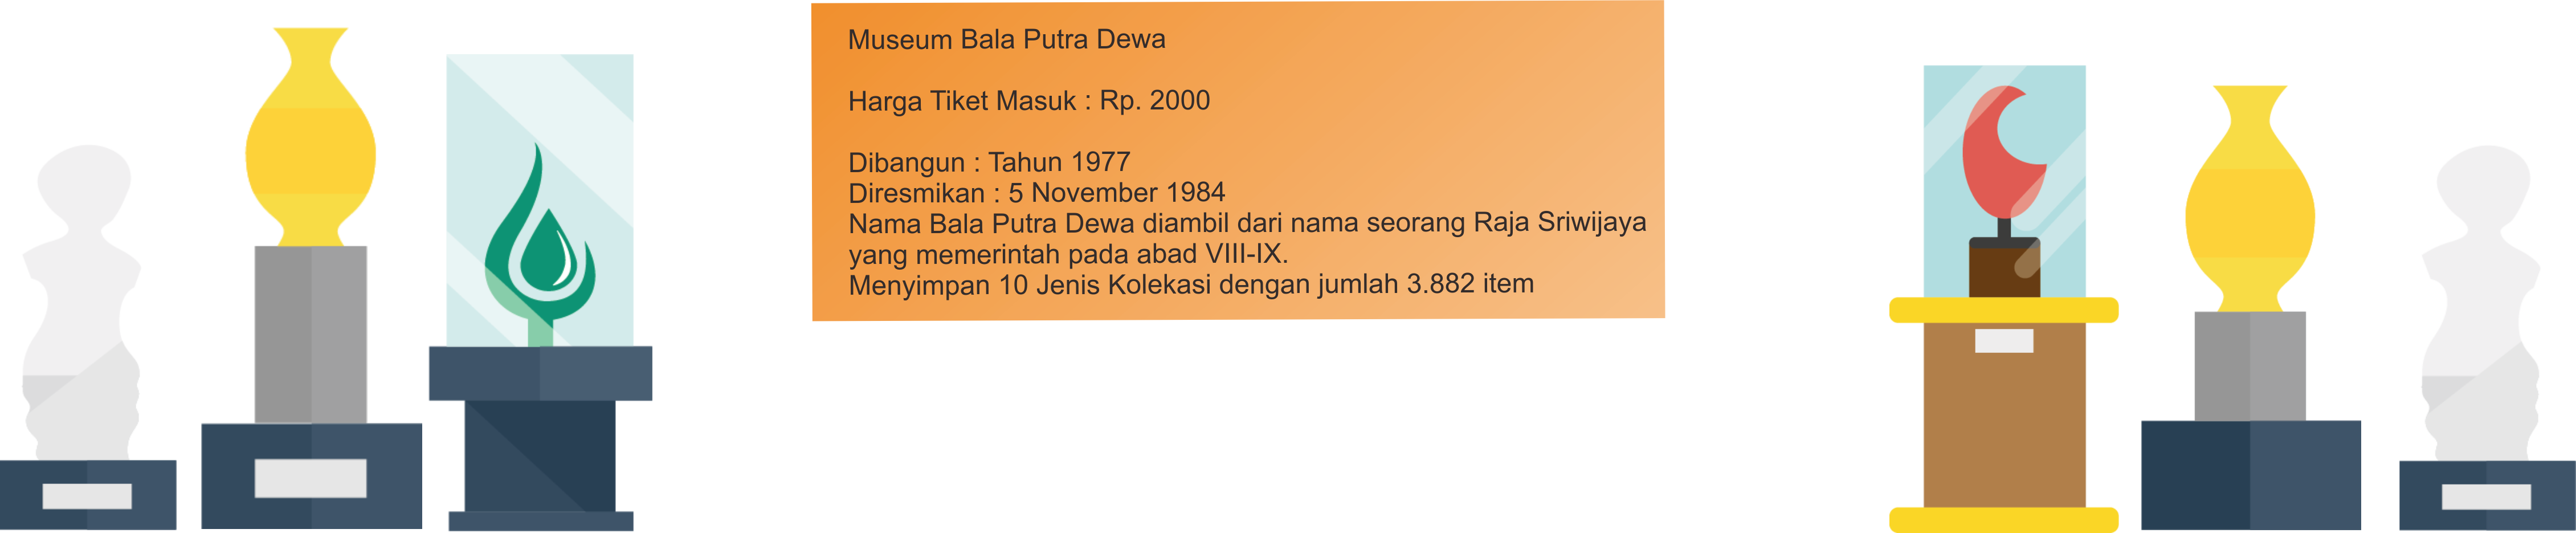 Museum Bala Putra Dewa
Harga Tiket Masuk : Rp. 2000
Dibangun : Tahun 1977
Diresmikan : 5 November 1984
Nama Bala Putra Dewa diambil dari nama seorang Raja Sriwijaya
yang memerintah pada abad VIII-IX.
Menyimpan 10 Jenis Kolekasi dengan jumlah 3.882 item